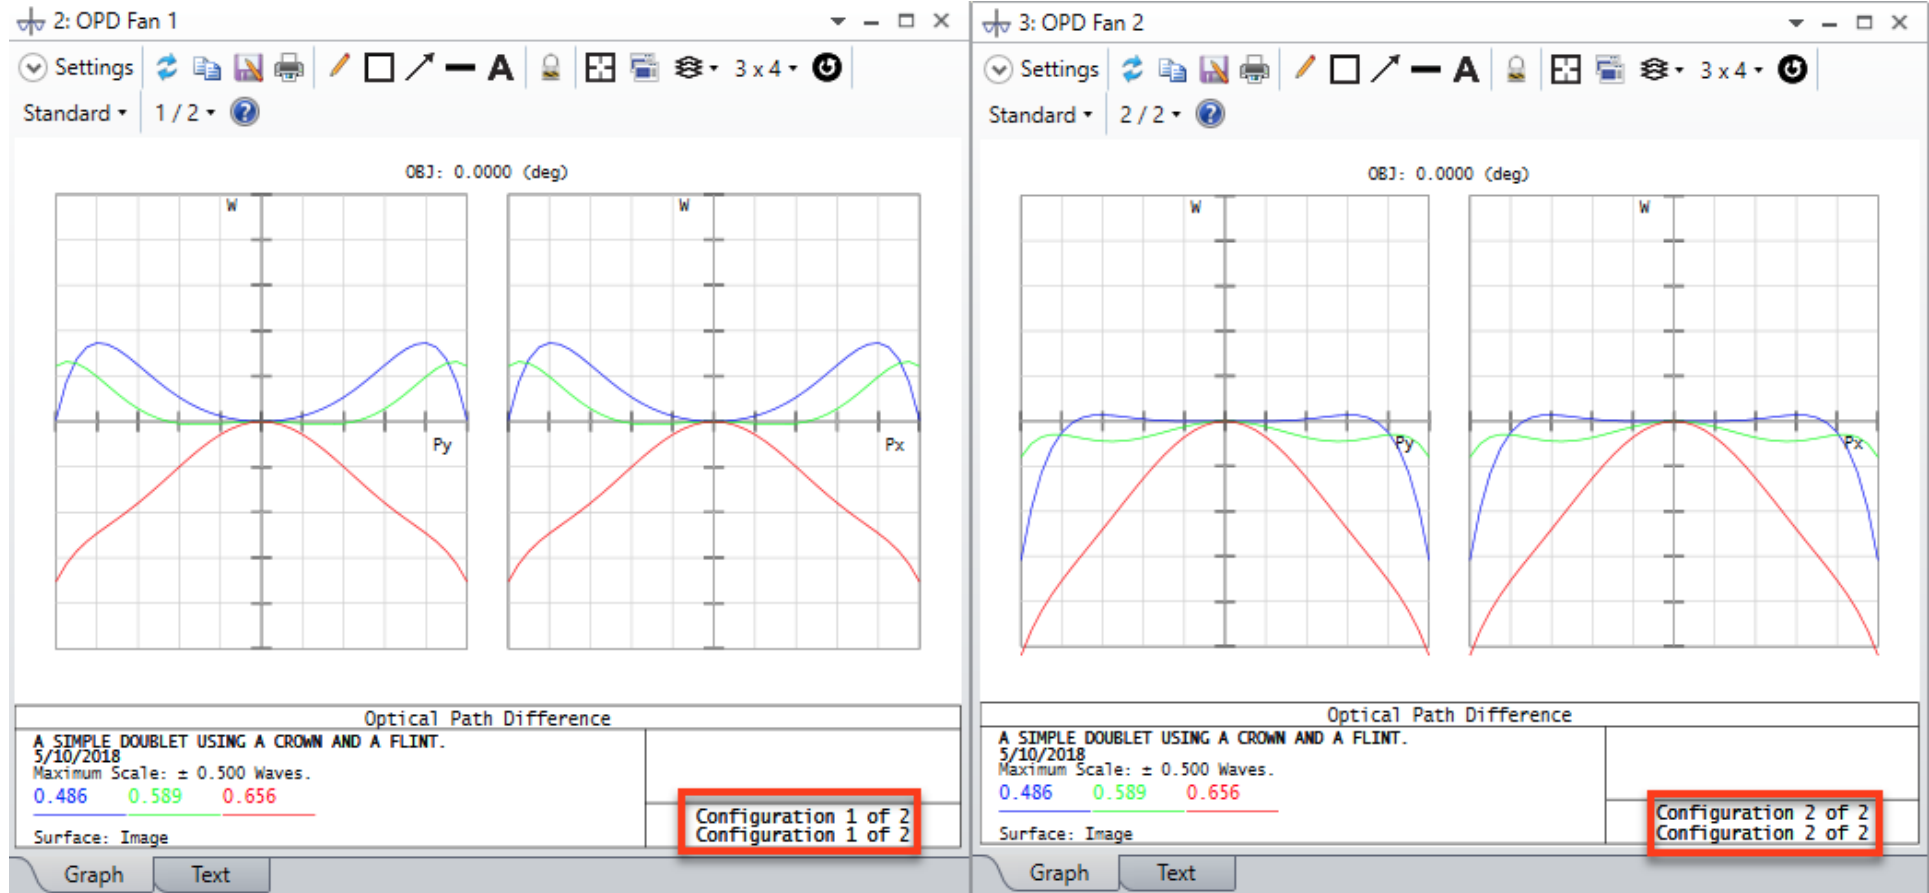 2: OPD Fan 1
Settings
A
3 x 4
Standard
1 / 2
?
OBJ: 0.0000 (deg)
W
W
Py
Px
Optical Path Difference
A SIMPLE DOUBLET USING A CROWN AND A FLINT.
5/10/2018
Maximum Scale: ± 0.500 Waves.
0.486 0.589 0.656
Surface: Image
Configuration 1 of 2
Configuration 1 of 2
Graph
Text
3: OPD Fan 2
Settings
A
3 x 4
Standard
2 / 2
?
OBJ: 0.0000 (deg)
W
W
Py
Px
Optical Path Difference
A SIMPLE DOUBLET USING A CROWN AND A FLINT.
5/10/2018
Maximum Scale: ± 0.500 Waves.
0.486 0.589 0.656
Surface: Image
Configuration 2 of 2
Configuration 2 of 2
Graph
Text